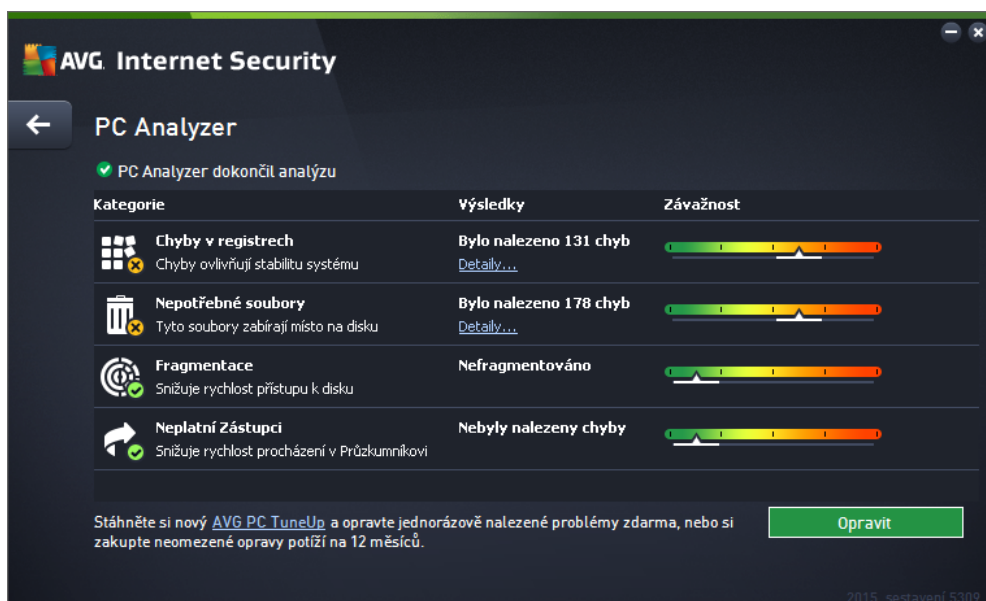 AVG. Internet Security
PC Analyzer
PC Analyzer dokončil analýzu
Kategorie Výsledky Závažnost
Chyby v registrech Bylo nalezeno 131 chyb
Chyby ovlivňují stabilitu systému Detaily...
Nepotřebné soubory Bylo nalezeno 178 chyb
Tyto soubory zabírají místo na disku Detaily...
Fragmentace Nefragmentováno
Snižuje rychlost přístupu k disku
Neplatní Zástupci Nebyly nalezeny chyby
Snižuje rychlost procházení v Průzkumníkovi
Stáhněte si nový AVG PC TuneUp a opravte jednorázově nalezené problémy zdarma, nebo si Opravit
zakupte neomezené opravy potíží na 12 měsíců.
2015, sestavení 5309